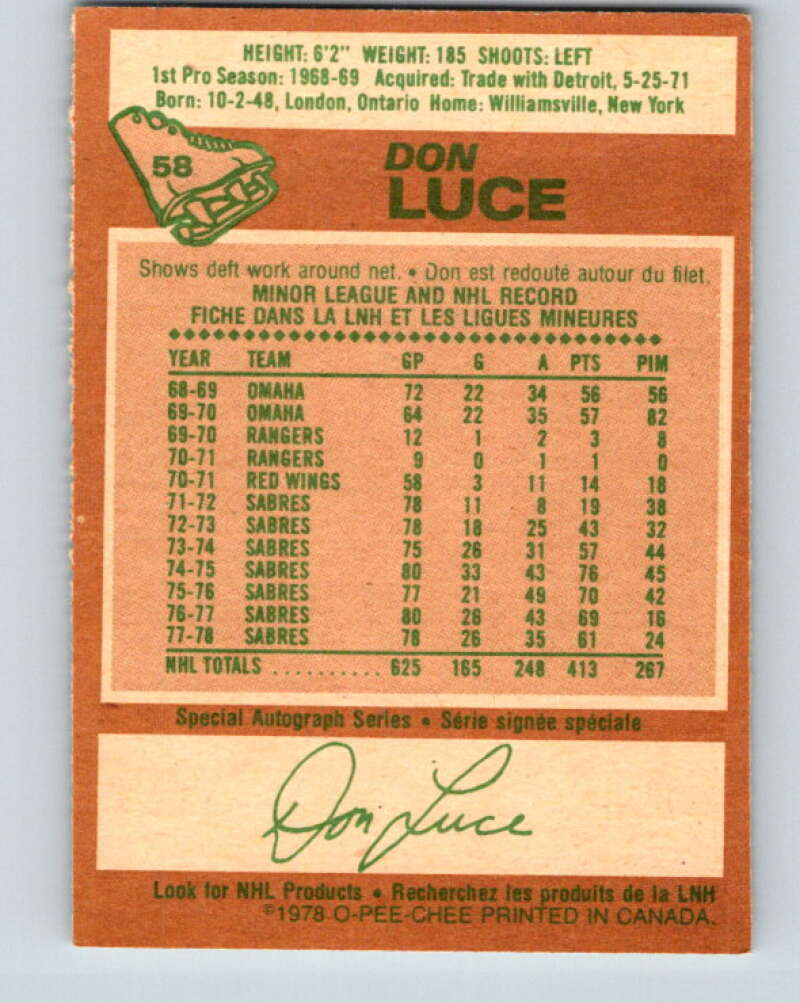 HEIGHT: 6'2" WEIGHT: 185 SHOOTS: LEFT
1st Pro Season: 1968-69 Acquired: Trade with Detroit, 5-25-71
Born: 10-2-48, London, Ontario Home: Williamsville, New York
58
DON
LUCE
Shows deft work around net. • Don est redouté autour du filet.
MINOR LEAGUE AND NHL RECORD
FICHE DANS LA LNH ET LES LIGUES MINEURES
YEAR TEAM GP G A PTS PIM
68-69 OMAHA 72 22 34 56 56
69-70 OMAHA 64 22 35 57 82
69-70 RANGERS 12 1 2 3 8
70-71 RANGERS 9 0 1 1 0
70-71 RED WINGS 58 3 11 14 18
71-72 SABRES 78 11 8 19 38
72-73 SABRES 78 18 25 43 32
73-74 SABRES 75 26 31 57 44
74-75 SABRES 80 33 43 76 45
75-76 SABRES 77 21 49 70 42
76-77 SABRES 80 26 43 69 16
77-78 SABRES 78 26 35 61 24
NHL TOTALS .......... 625 165 248 413 267
Special Autograph Series • Série signée spéciale
Don Luce
Look for NHL Products • Recherchez les produits de la LNH
©1978 O-PEE-CHEE PRINTED IN CANADA.